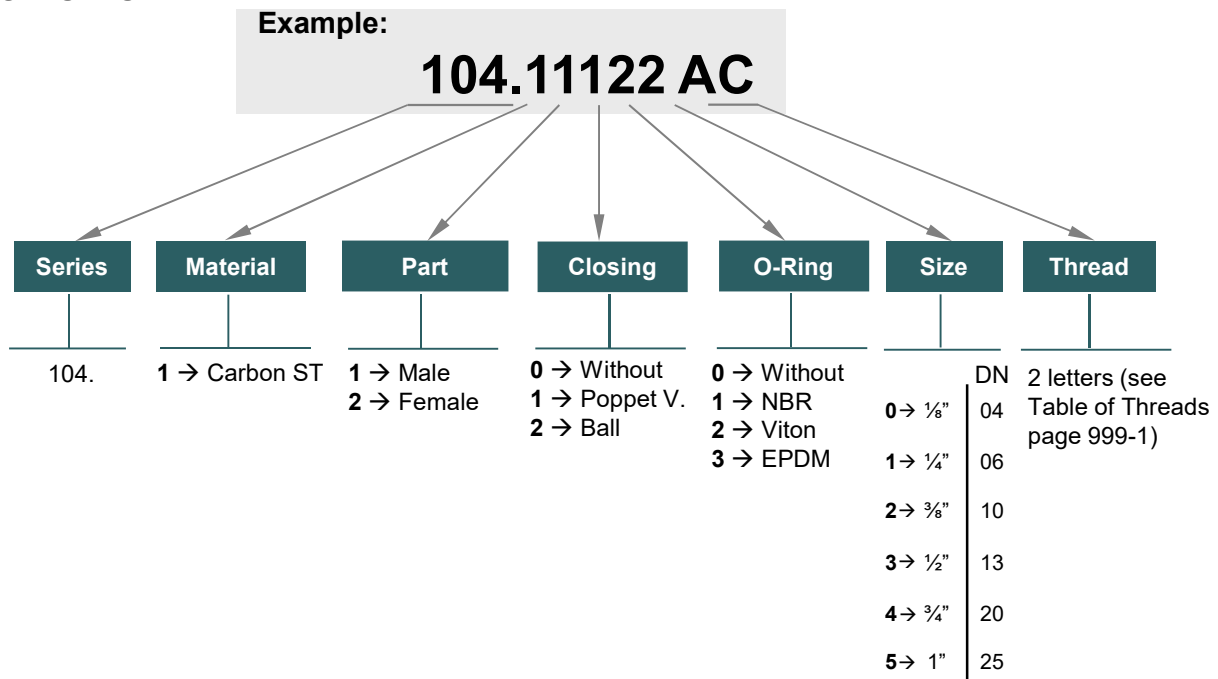 Example:
104.11122 AC
Series
Material
Part
Closing
O-Ring
Size
Thread
104.
1 → Carbon ST
1 → Male
2 → Female
0 → Without
1 → Poppet V.
2 → Ball
0 → Without
1 → NBR
2 → Viton
3 → EPDM
DN
0→ ⅛” 04
1→ ¼” 06
2→ ⅜” 10
3→ ½” 13
4→ ¾” 20
5→ 1” 25
2 letters (see
Table of Threads
page 999-1)